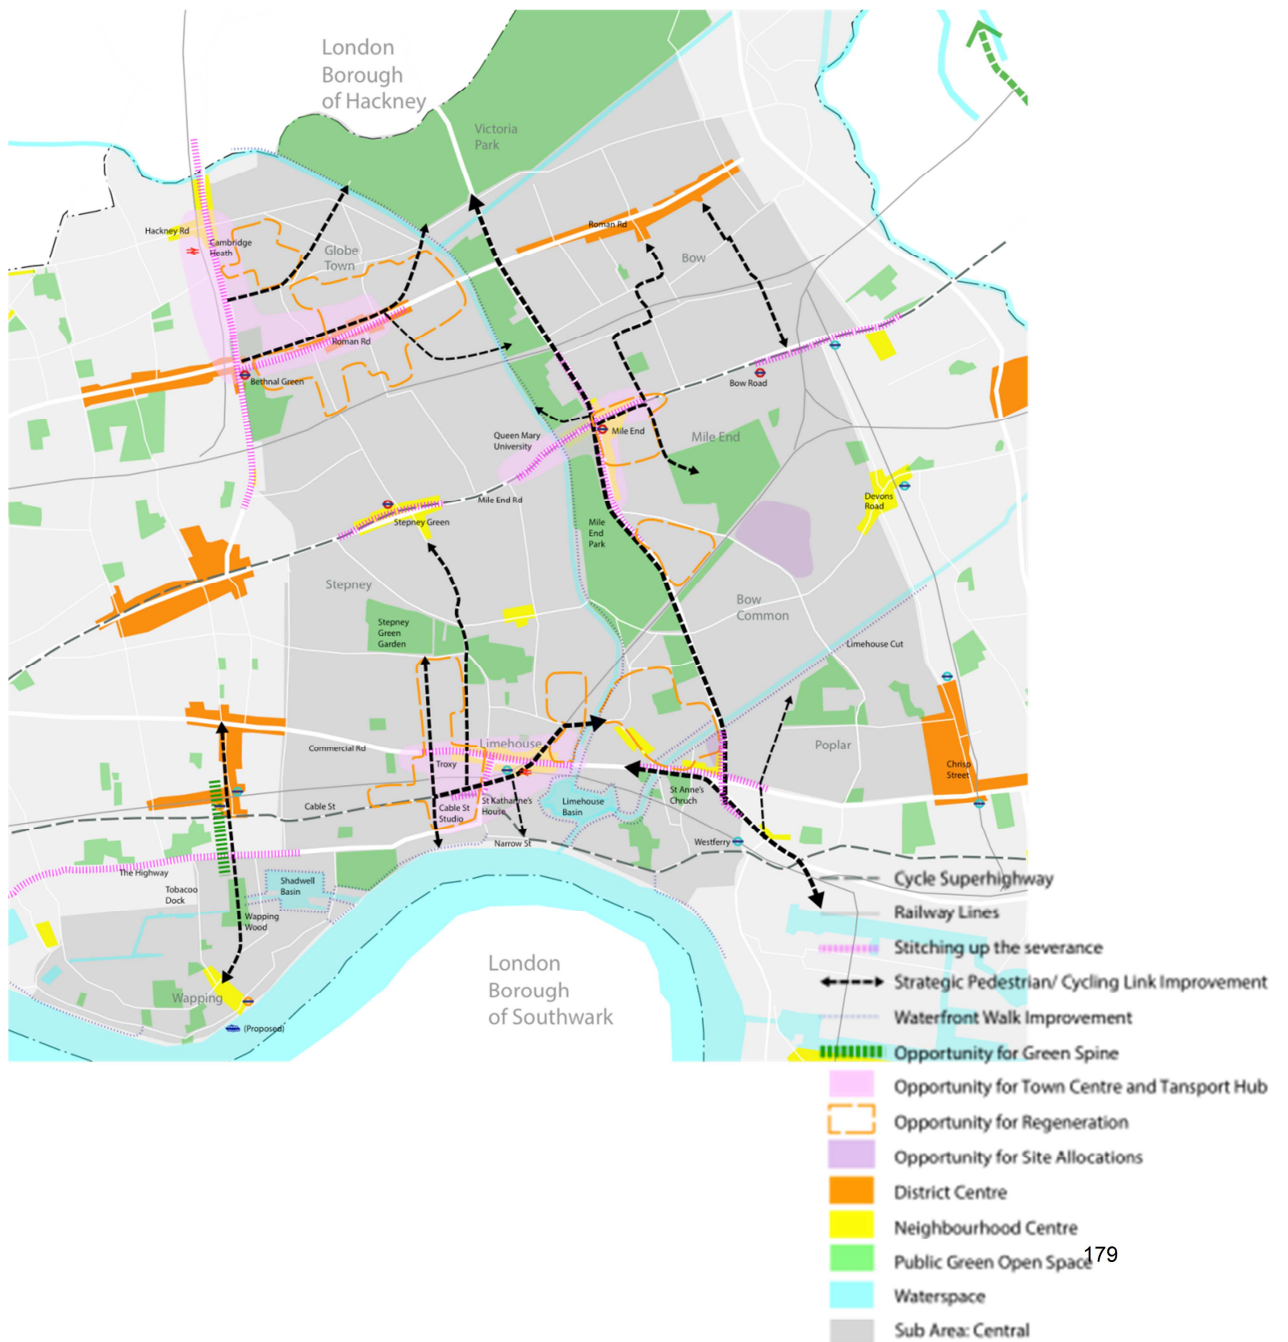 London
Borough
of Hackney
Victoria
Park
Hackney Rd
Cambridge
Heath
Globe
Town
Roman Rd
Bow
Roman Rd
Bethnal Green
Bow Road
Queen Mary
University
Mile End
Mile End
Mile End Rd
Devons
Road
Stepney Green
Mile
End
Park
Stepney
Bow
Common
Stepney
Green
Garden
Limehouse Cut
Commercial Rd
Limehouse
Poplar
Troxy
Chrisp
Street
Cable St
Cable St
Studio
St Katharine's
House
Limehouse
Basin
St Anne's
Chruch
Narrow St
Westferry
The Highway
Tobacoo
Dock
Shadwell
Basin
Wapping
Wood
Wapping
(Proposed)
London
Borough
of Southwark
Cycle Superhighway
Railway Lines
Stitching up the severance
Strategic Pedestrian/ Cycling Link Improvement
Waterfront Walk Improvement
Opportunity for Green Spine
Opportunity for Town Centre and Tansport Hub
Opportunity for Regeneration
Opportunity for Site Allocations
District Centre
Neighbourhood Centre
Public Green Open Space
179
Waterspace
Sub Area: Central